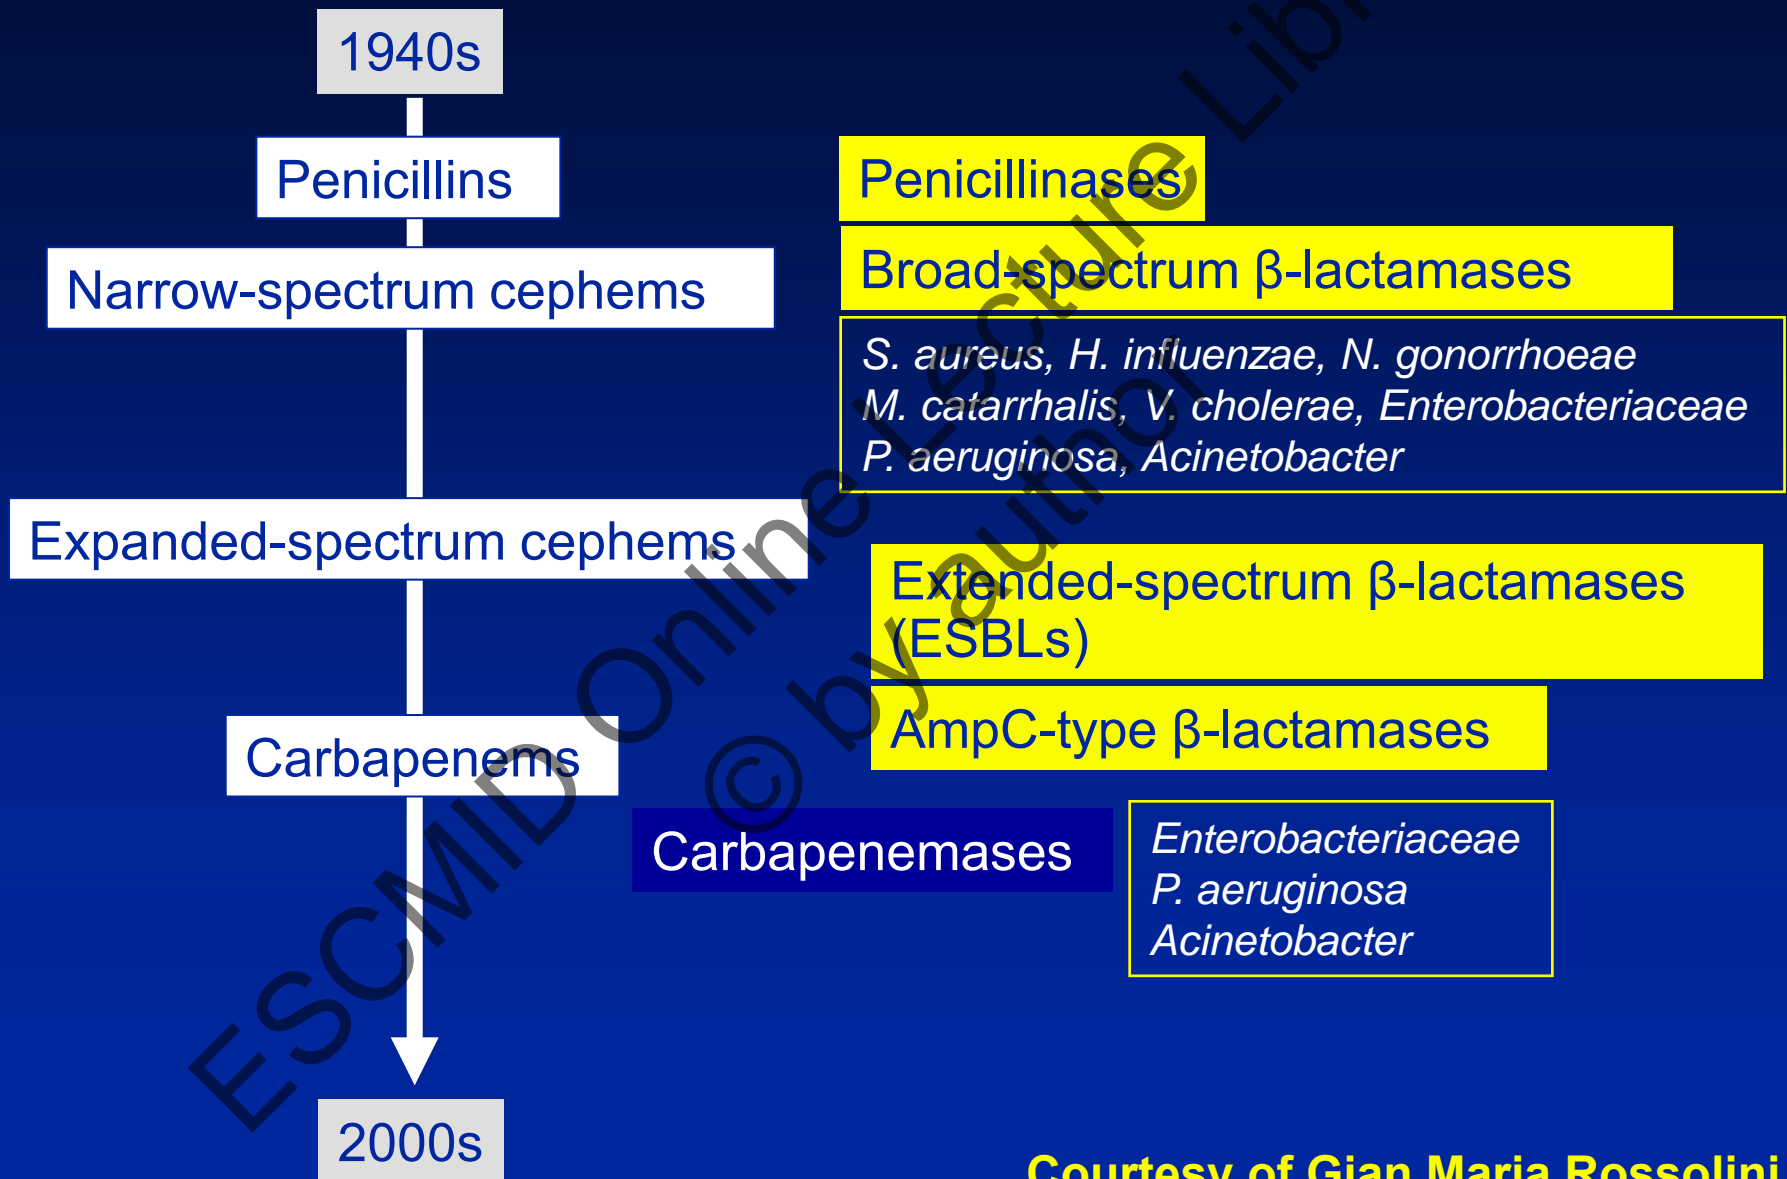 1940s
Penicillins
Penicillinases
Narrow-spectrum cephems
Broad-spectrum β-lactamases
S. aureus, H. influenzae, N. gonorrhoeae
M. catarrhalis, V. cholerae, Enterobacteriaceae
P. aeruginosa, Acinetobacter
Expanded-spectrum cephems
Extended-spectrum β-lactamases
(ESBLs)
AmpC-type β-lactamases
Carbapenems
Carbapenemases
Enterobacteriaceae
P. aeruginosa
Acinetobacter
2000s
Courtesy of Gian Maria Rossolini
ESCMID Online Lecture
© by author